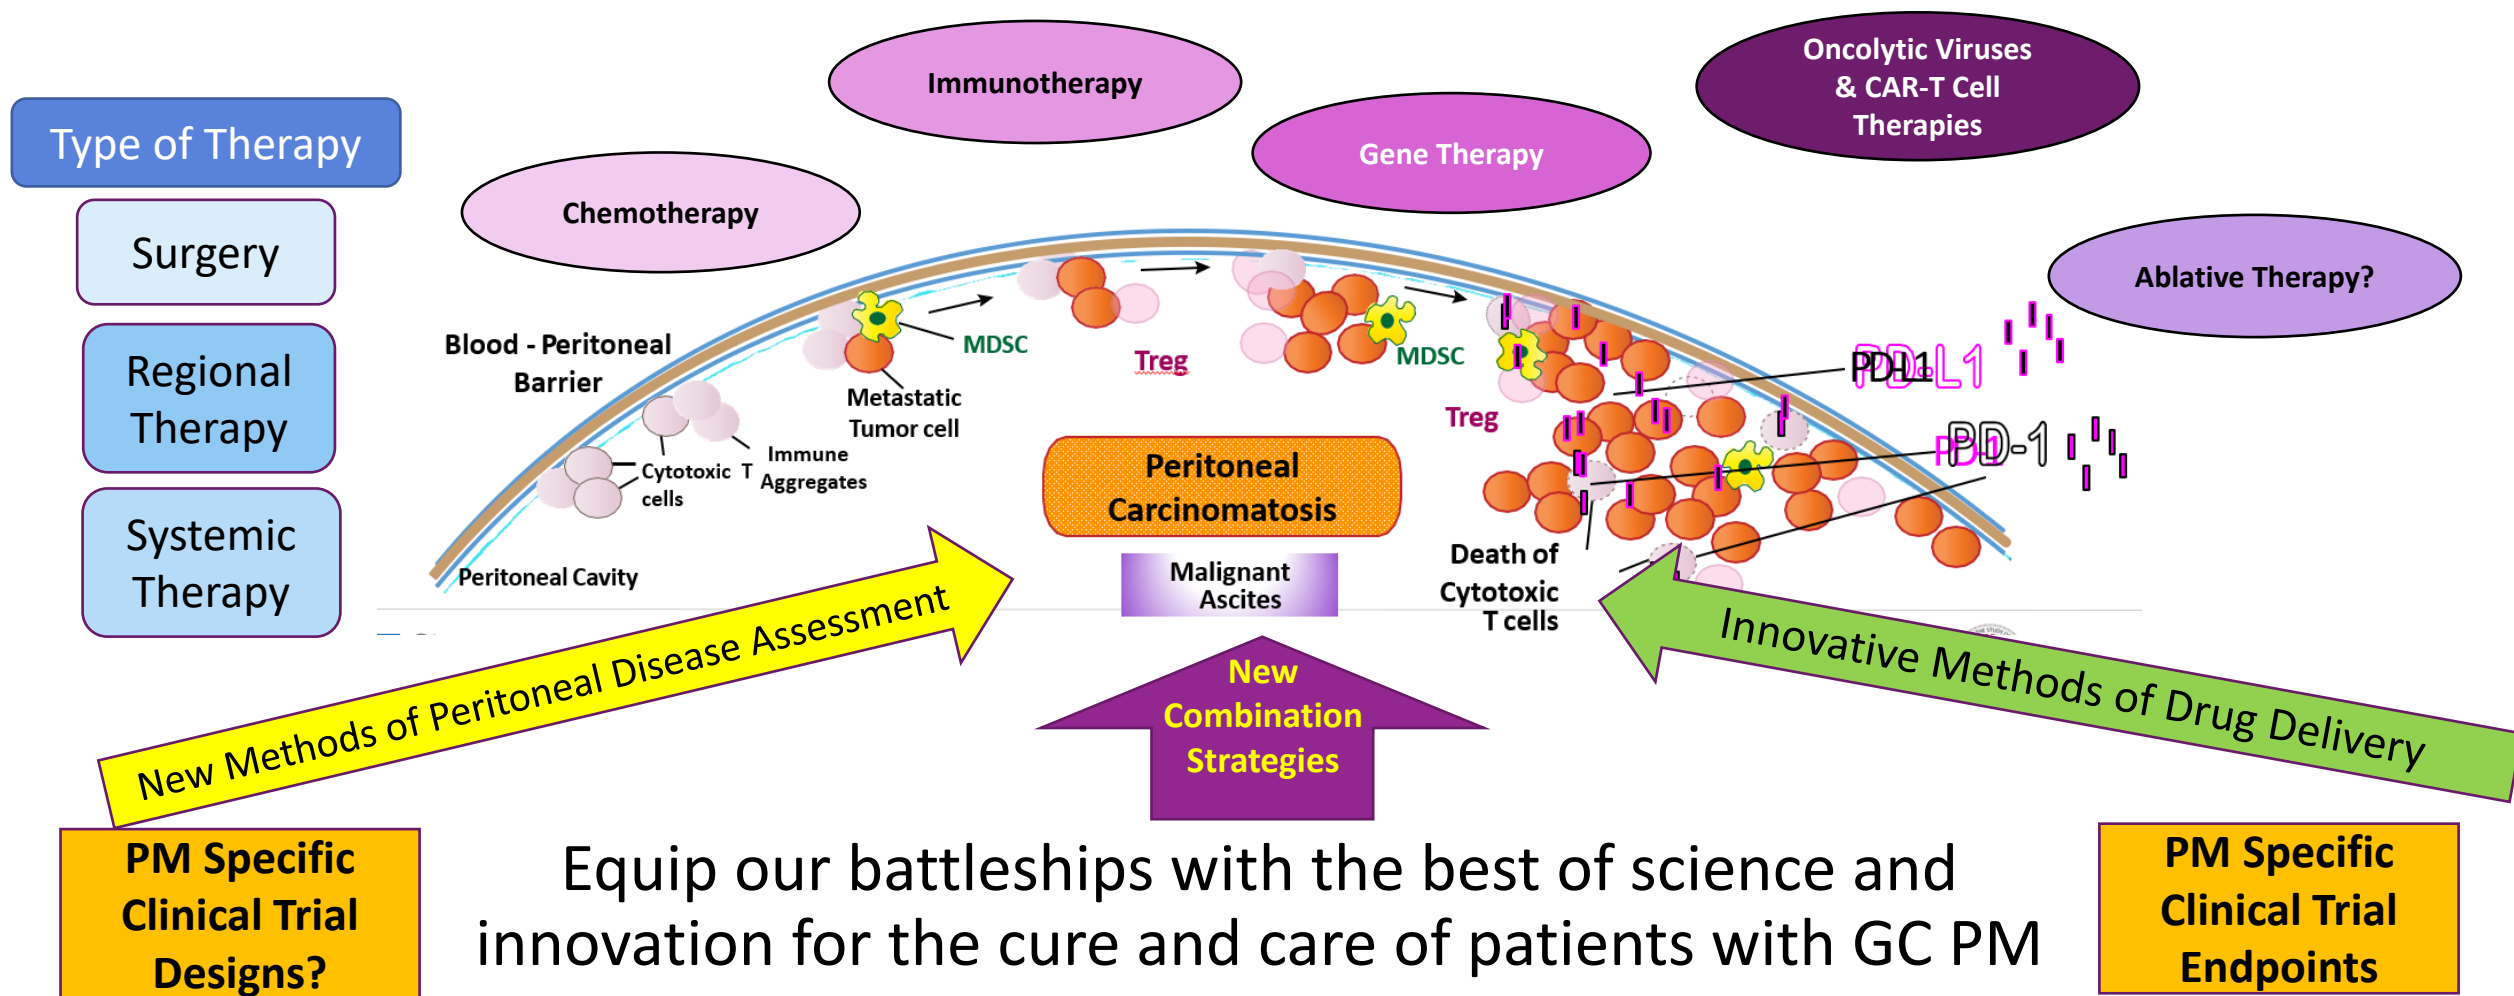 Type of Therapy
Surgery
Regional
Therapy
Systemic
Therapy
Chemotherapy
Immunotherapy
Gene Therapy
Oncolytic Viruses
& CAR-T Cell
Therapies
Ablative Therapy?
Blood - Peritoneal
Barrier
MDSC
Metastatic
Tumor cell
Treg
MDSC
Treg
PD-L1
PD-L1
PD-1
PD-1
Cytotoxic T
cells
Immune
Aggregates
Peritoneal Cavity
Peritoneal
Carcinomatosis
Malignant
Ascites
Death of
Cytotoxic
T cells
New Methods of Peritoneal Disease Assessment
New
Combination
Strategies
Innovative Methods of Drug Delivery
PM Specific
Clinical Trial
Designs?
Equip our battleships with the best of science and
innovation for the cure and care of patients with GC PM
PM Specific
Clinical Trial
Endpoints